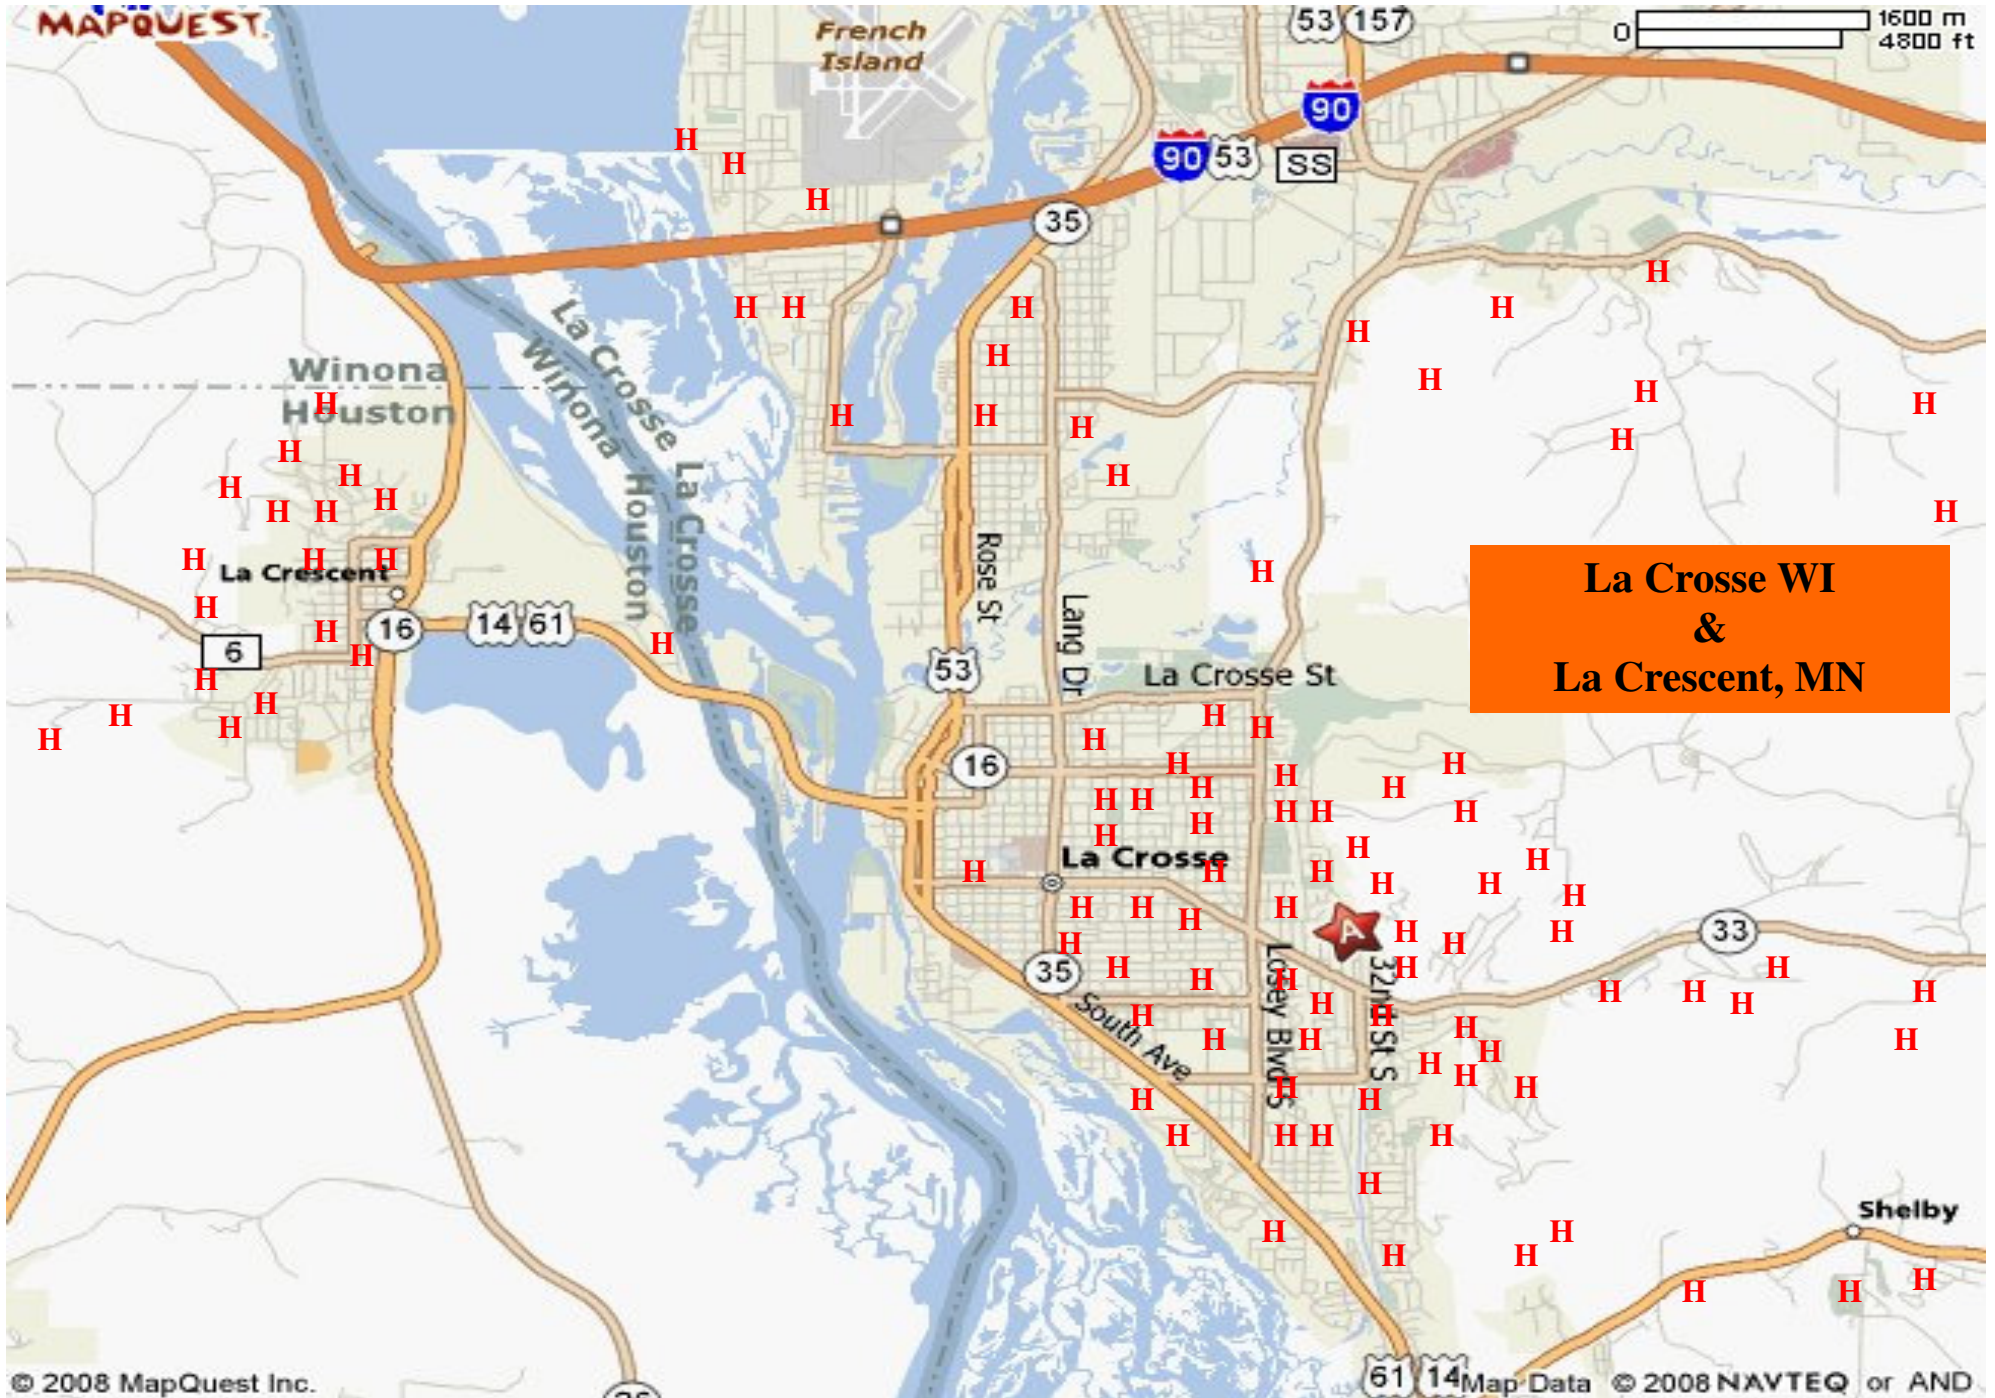 MAPQUEST.
French
Island
53 157
0 1600 m
4800 ft
90
90 53 SS
H
H
H
35
H
H H H H
H
H
Winona
Houston
La Crosse
Winona
H H
H H H H
H H
H H
H H H
La Crosse
Houston
H H H
H H H
La Crescent
H
Rose St
Lang Dr
La Crosse WI
&
La Crescent, MN
H
H
6
H
16
14 61
H
53
La Crosse St
H
H
H
H
H
H H
H
16
H
H H
H H
H H H H H
H H
H
La Crosse
H
H H H H
H H H
H H H H
H
H H H
A
33
35
H H H H
H H H
H H H H H
H H H
South Ave
Losey Blvd S
32nd St S
H H H H
H H
H H H
H H
H H H H
H
H H
H H
Shelby
H H H
© 2008 MapQuest Inc.
61 14
Map Data © 2008 NAVTEQ or AND